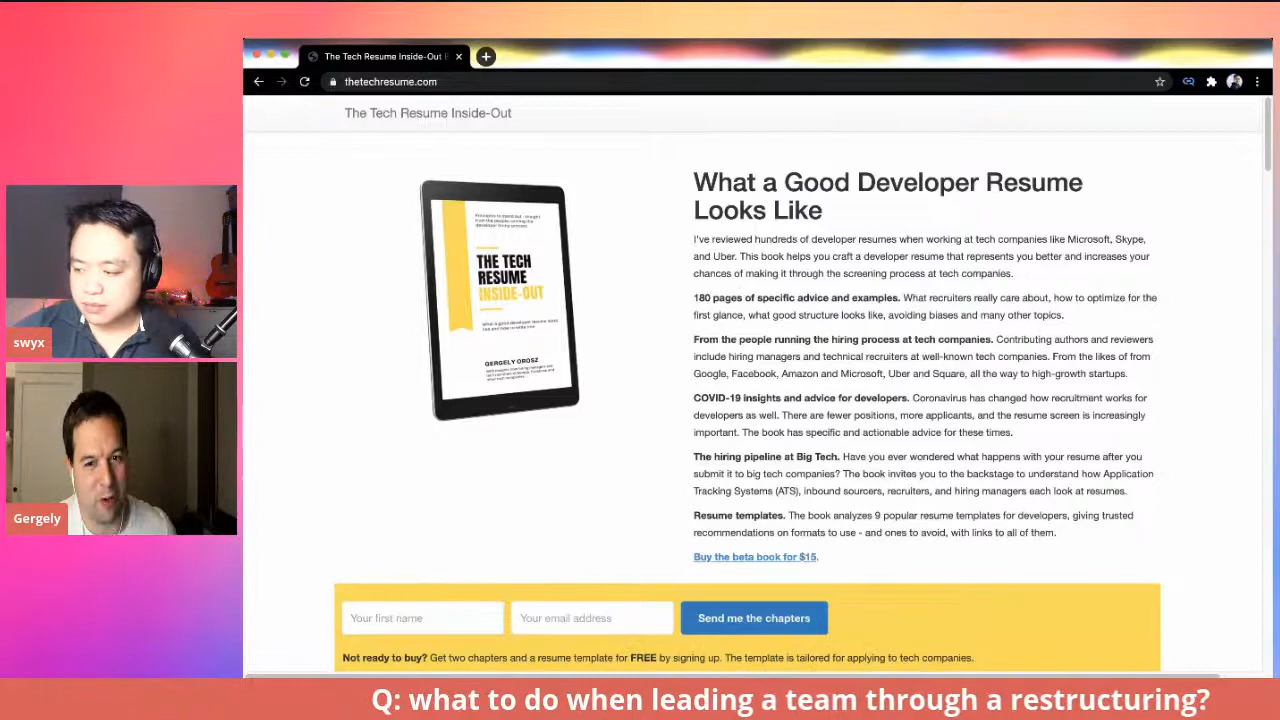 The Tech Resume Inside-Out
thetechresume.com
The Tech Resume Inside-Out
THE TECH
RESUME
INSIDE-OUT
GERGELY OROSZ
What a Good Developer Resume
Looks Like
I've reviewed hundreds of developer resumes when working at tech companies like Microsoft, Skype,
and Uber. This book helps you craft a developer resume that represents you better and increases your
chances of making it through the screening process at tech companies.
180 pages of specific advice and examples. What recruiters really care about, how to optimize for the
first glance, what good structure looks like, avoiding biases and many other topics.
From the people running the hiring process at tech companies. Contributing authors and reviewers
include hiring managers and technical recruiters at well-known tech companies. From the likes of from
Google, Facebook, Amazon and Microsoft, Uber and Square, all the way to high-growth startups.
COVID-19 insights and advice for developers. Coronavirus has changed how recruitment works for
developers as well. There are fewer positions, more applicants, and the resume screen is increasingly
important. The book has specific and actionable advice for these times.
The hiring pipeline at Big Tech. Have you ever wondered what happens with your resume after you
submit it to big tech companies? The book invites you to the backstage to understand how Application
Tracking Systems (ATS), inbound sourcers, recruiters, and hiring managers each look at resumes.
Resume templates. The book analyzes 9 popular resume templates for developers, giving trusted
recommendations on formats to use - and ones to avoid, with links to all of them.
Buy the beta book for $15.
Your first name
Your email address
Send me the chapters
Not ready to buy? Get two chapters and a resume template for FREE by signing up. The template is tailored for applying to tech companies.
swyx
Gergely
Q: what to do when leading a team through a restructuring?